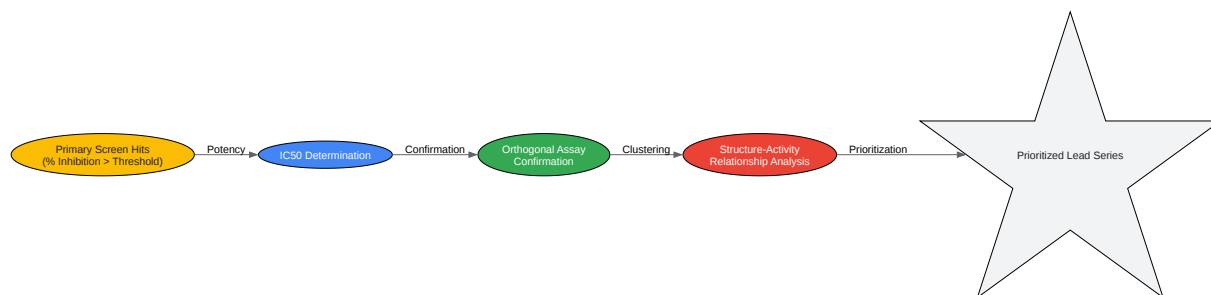 Primary Screen Hits
(% Inhibition > Threshold)
Potency
IC50 Determination
Confirmation
Orthogonal Assay
Confirmation
Clustering
Structure-Activity
Relationship Analysis
Prioritization
Prioritized Lead Series